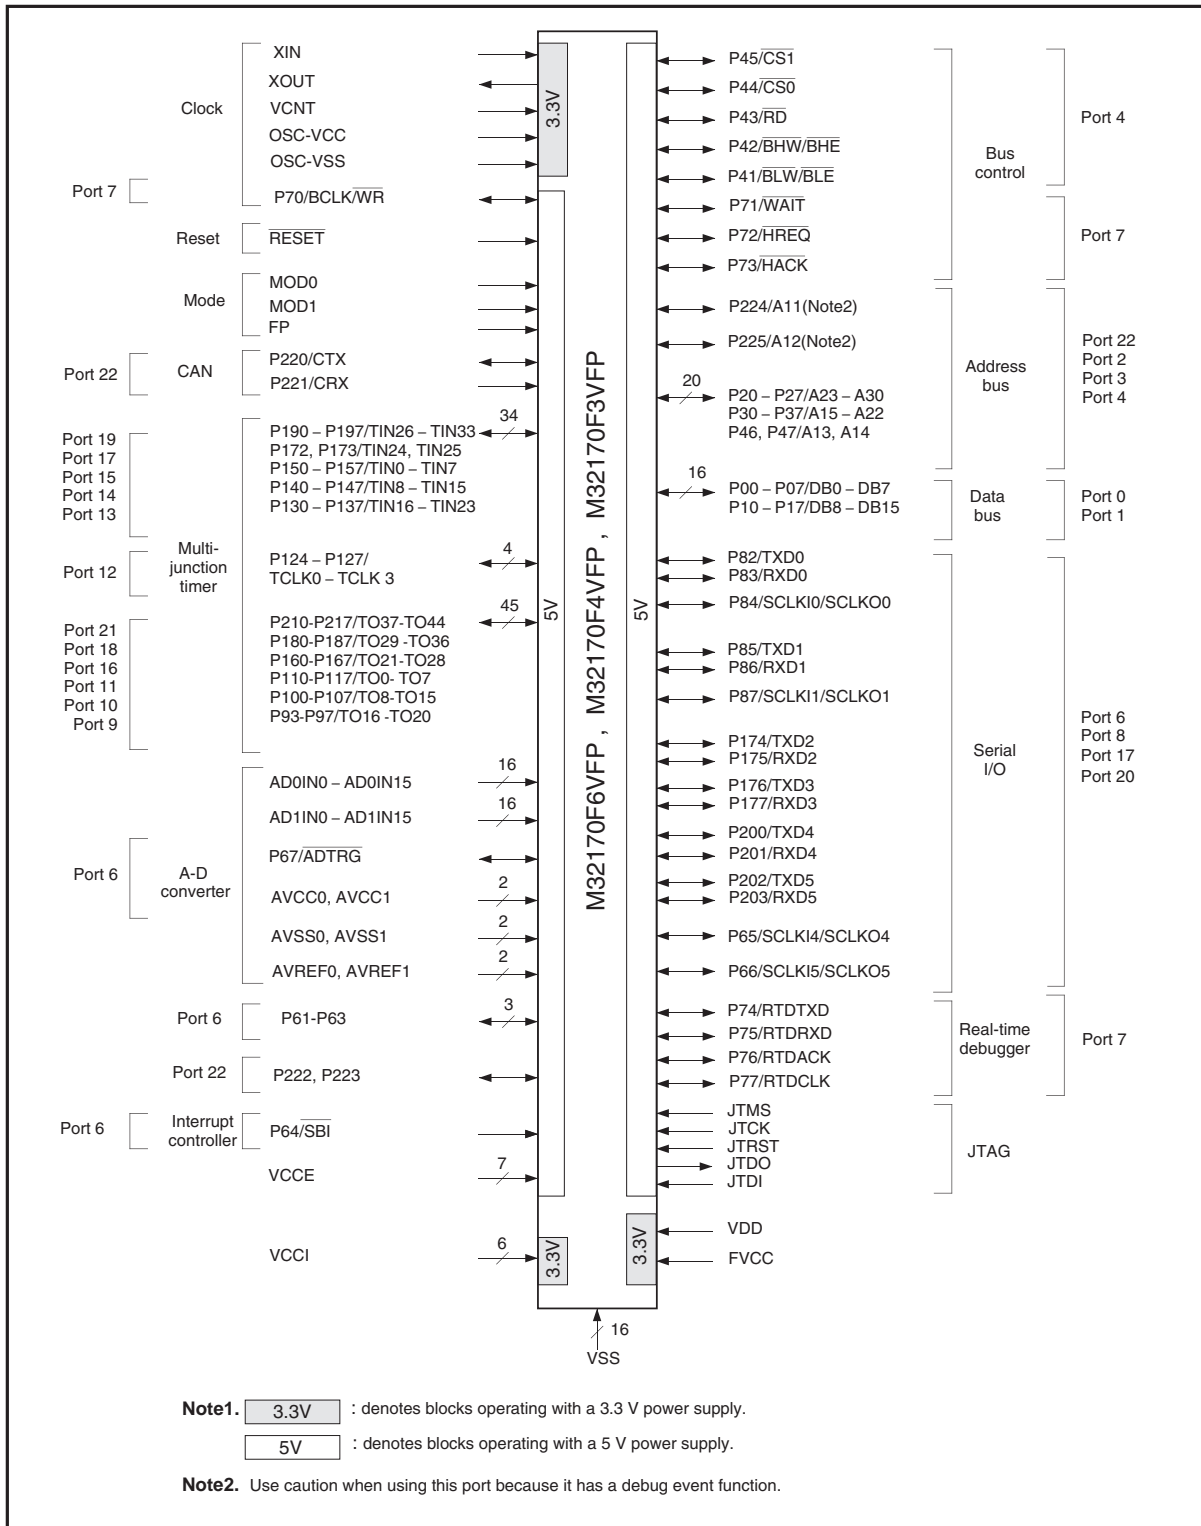 Clock
XIN
XOUT
VCNT
OSC-VCC
OSC-VSS
Port 7
P70/BCLK/WR
Reset
RESET
Mode
MOD0
MOD1
FP
Port 22
CAN
P220/CTX
P221/CRX
Port 19
Port 17
Port 15
Port 14
Port 13
34
P190 – P197/TIN26 – TIN33
P172, P173/TIN24, TIN25
P150 – P157/TIN0 – TIN7
P140 – P147/TIN8 – TIN15
P130 – P137/TIN16 – TIN23
Multi-
junction
timer
Port 12
4
P124 – P127/
TCLK0 – TCLK 3
Port 21
Port 18
Port 16
Port 11
Port 10
Port 9
45
P210-P217/TO37-TO44
P180-P187/TO29 -TO36
P160-P167/TO21-TO28
P110-P117/TO0- TO7
P100-P107/TO8-TO15
P93-P97/TO16 -TO20
16
AD0IN0 – AD0IN15
16
AD1IN0 – AD1IN15
Port 6
A-D
converter
P67/ADTRG
2
AVCC0, AVCC1
2
AVSS0, AVSS1
2
AVREF0, AVREF1
Port 6
3
P61-P63
Port 22
P222, P223
Port 6
Interrupt
controller
P64/SBI
7
VCCE
6
VCCI
3.3V
5V
3.3V
M32170F6VFP , M32170F4VFP , M32170F3VFP
5V
3.3V
16
VSS
P45/CS1
P44/CS0
P43/RD
P42/BHW/BHE
P41/BLW/BLE
P71/WAIT
P72/HREQ
P73/HACK
Bus
control
Port 4
Port 7
P224/A11(Note2)
P225/A12(Note2)
20
P20 – P27/A23 – A30
P30 – P37/A15 – A22
P46, P47/A13, A14
Address
bus
Port 22
Port 2
Port 3
Port 4
16
P00 – P07/DB0 – DB7
P10 – P17/DB8 – DB15
Data
bus
Port 0
Port 1
P82/TXD0
P83/RXD0
P84/SCLKI0/SCLKO0
P85/TXD1
P86/RXD1
P87/SCLKI1/SCLKO1
P174/TXD2
P175/RXD2
P176/TXD3
P177/RXD3
P200/TXD4
P201/RXD4
P202/TXD5
P203/RXD5
P65/SCLKI4/SCLKO4
P66/SCLKI5/SCLKO5
Serial
I/O
Port 6
Port 8
Port 17
Port 20
P74/RTDTXD
P75/RTDRXD
P76/RTDACK
P77/RTDCLK
Real-time
debugger
Port 7
JTMS
JTCK
JTRST
JTDO
JTDI
JTAG
VDD
FVCC
Note1. 3.3V : denotes blocks operating with a 3.3 V power supply.
5V : denotes blocks operating with a 5 V power supply.
Note2. Use caution when using this port because it has a debug event function.